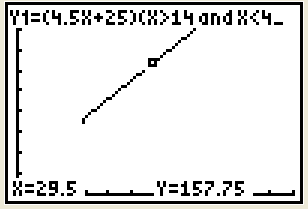 Y1=(4.5X+25)(X>14 and X<4_
X=29.5 Y=157.75